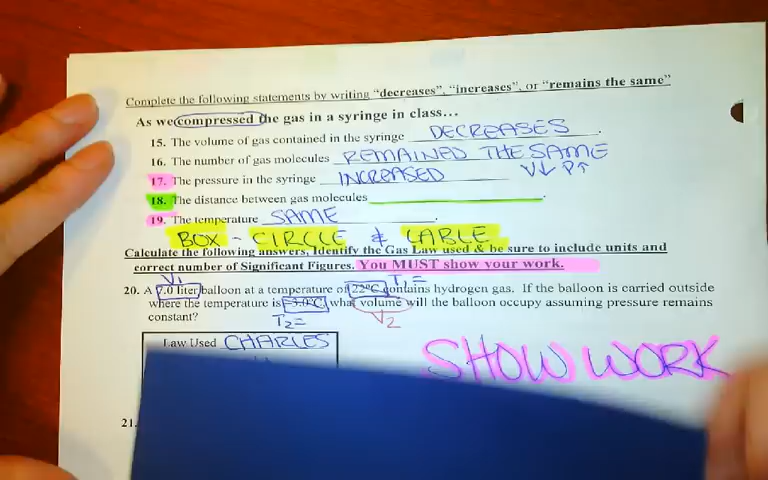 Complete the following statements by writing "decreases", "increases", or "remains the same"
As we compressed the gas in a syringe in class...
15. The volume of gas contained in the syringe DECREASES.
16. The number of gas molecules REMAINED THE SAME
17. The pressure in the syringe INCREASED V↓ P↑
18. The distance between gas molecules .
19. The temperature SAME .
BOX - CIRCLE & LABLE
Calculate the following answers. Identify the Gas Law used & be sure to include units and
correct number of Significant Figures. You MUST show your work.
V₁ T₁=
20. A 7.0 liter balloon at a temperature of 22°C contains hydrogen gas. If the balloon is carried outside
where the temperature is -3.0°C, what volume will the balloon occupy assuming pressure remains
constant? T₂= V₂
Law Used CHARLES
SHOW WORK
21.